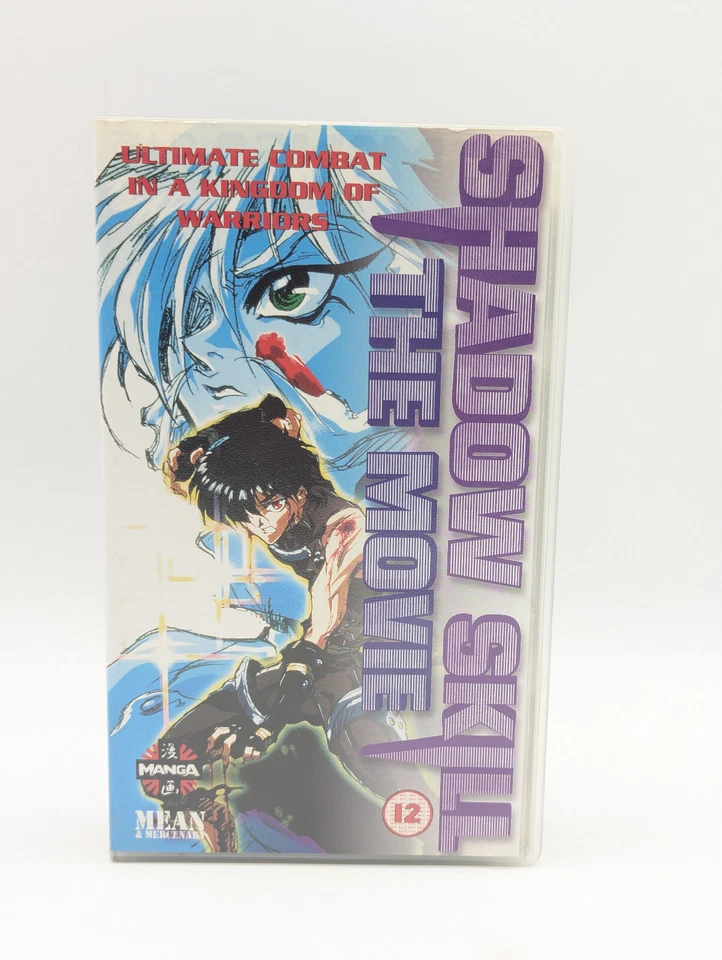 ULTIMATE COMBAT
IN A KINGDOM OF
WARRIORS
SHADOW SKILL
THE MOVIE
漫
MANGA
画
MEAN
& MERCENARY
12